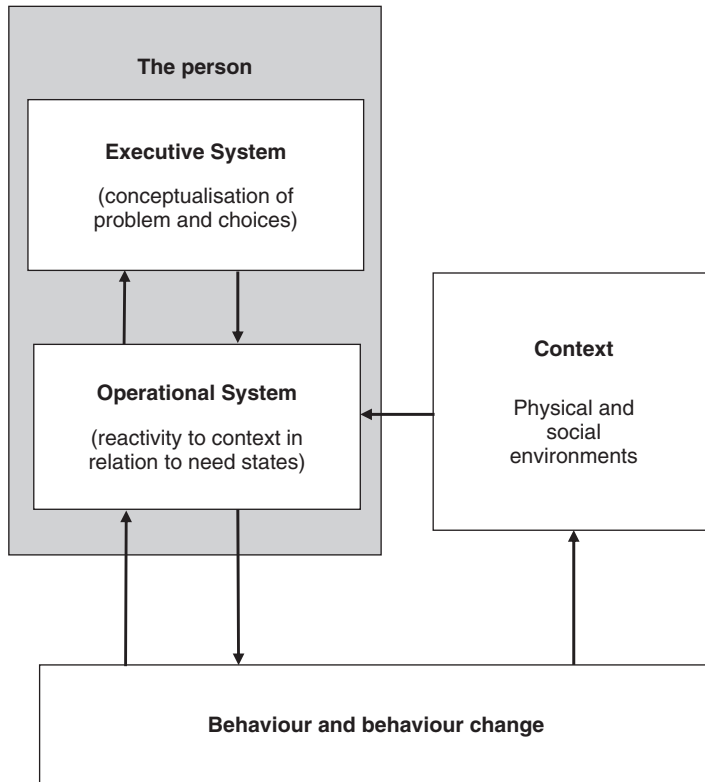 The person
Executive System
(conceptualisation of
problem and choices)
Operational System
(reactivity to context in
relation to need states)
Context
Physical and
social
environments
Behaviour and behaviour change